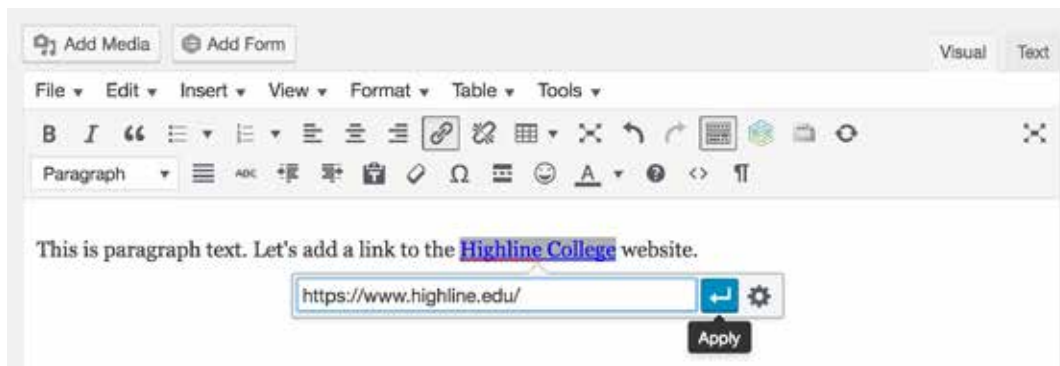 Add Media Add Form
Visual Text
File Edit Insert View Format Table Tools
B I “
Paragraph ABC Ω A ¶
This is paragraph text. Let's add a link to the Highline College website.
https://www.highline.edu/
Apply